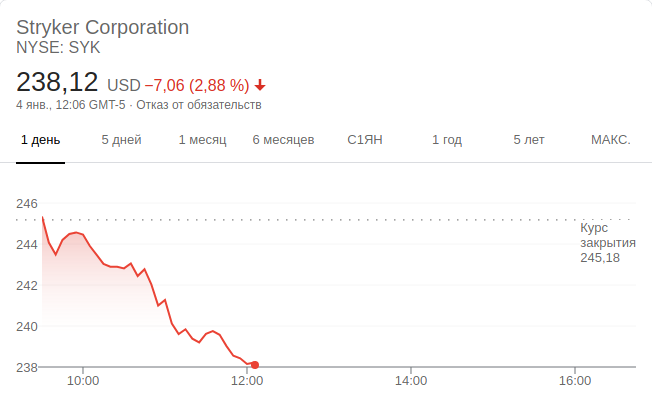 Stryker Corporation
NYSE: SYK
238,12 USD −7,06 (2,88 %)
4 янв., 12:06 GMT-5 · Отказ от обязательств
1 день 5 дней 1 месяц 6 месяцев С1ЯН 1 год 5 лет МАКС.
246
Курс
закрытия
245,18
244
242
240
238
10:00 12:00 14:00 16:00